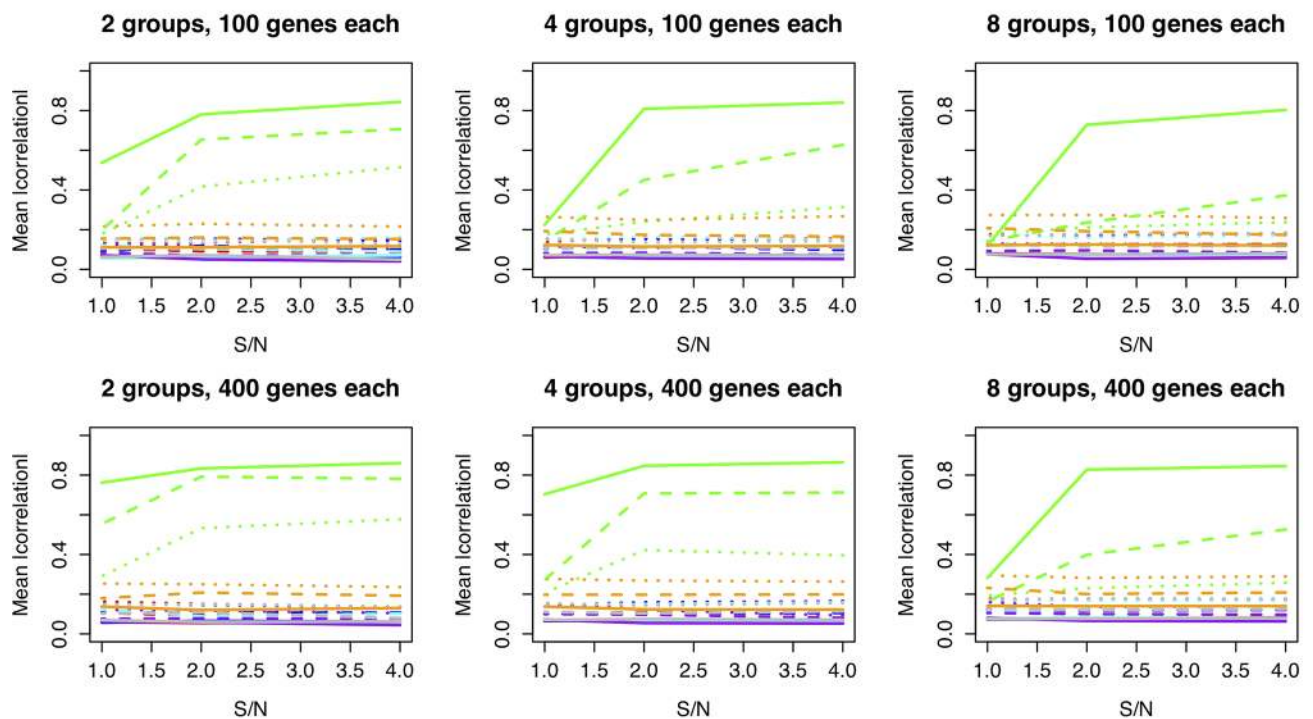 2 groups, 100 genes each
4 groups, 100 genes each
8 groups, 100 genes each
Mean |correlation|
0.0 0.4 0.8
1.0 1.5 2.0 2.5 3.0 3.5 4.0
S/N
Mean |correlation|
0.0 0.4 0.8
1.0 1.5 2.0 2.5 3.0 3.5 4.0
S/N
Mean |correlation|
0.0 0.4 0.8
1.0 1.5 2.0 2.5 3.0 3.5 4.0
S/N
2 groups, 400 genes each
4 groups, 400 genes each
8 groups, 400 genes each
Mean |correlation|
0.0 0.4 0.8
1.0 1.5 2.0 2.5 3.0 3.5 4.0
S/N
Mean |correlation|
0.0 0.4 0.8
1.0 1.5 2.0 2.5 3.0 3.5 4.0
S/N
Mean |correlation|
0.0 0.4 0.8
1.0 1.5 2.0 2.5 3.0 3.5 4.0
S/N